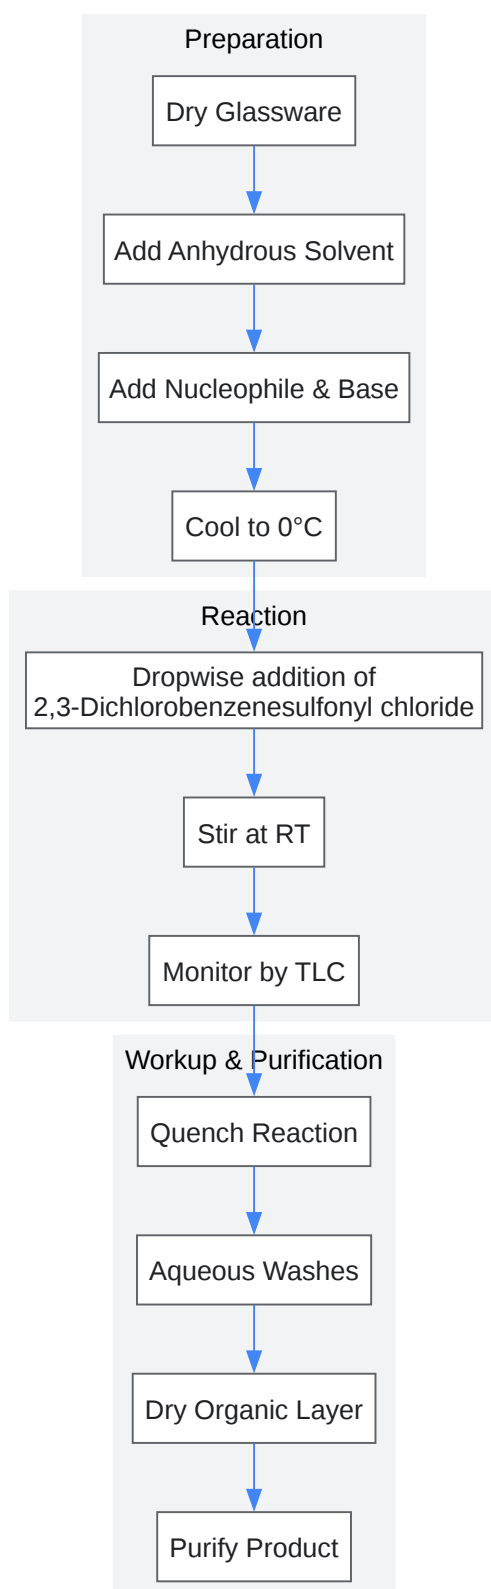 Preparation
Dry Glassware
Add Anhydrous Solvent
Add Nucleophile & Base
Cool to 0°C
Reaction
Dropwise addition of
2,3-Dichlorobenzenesulfonyl chloride
Stir at RT
Monitor by TLC
Workup & Purification
Quench Reaction
Aqueous Washes
Dry Organic Layer
Purify Product